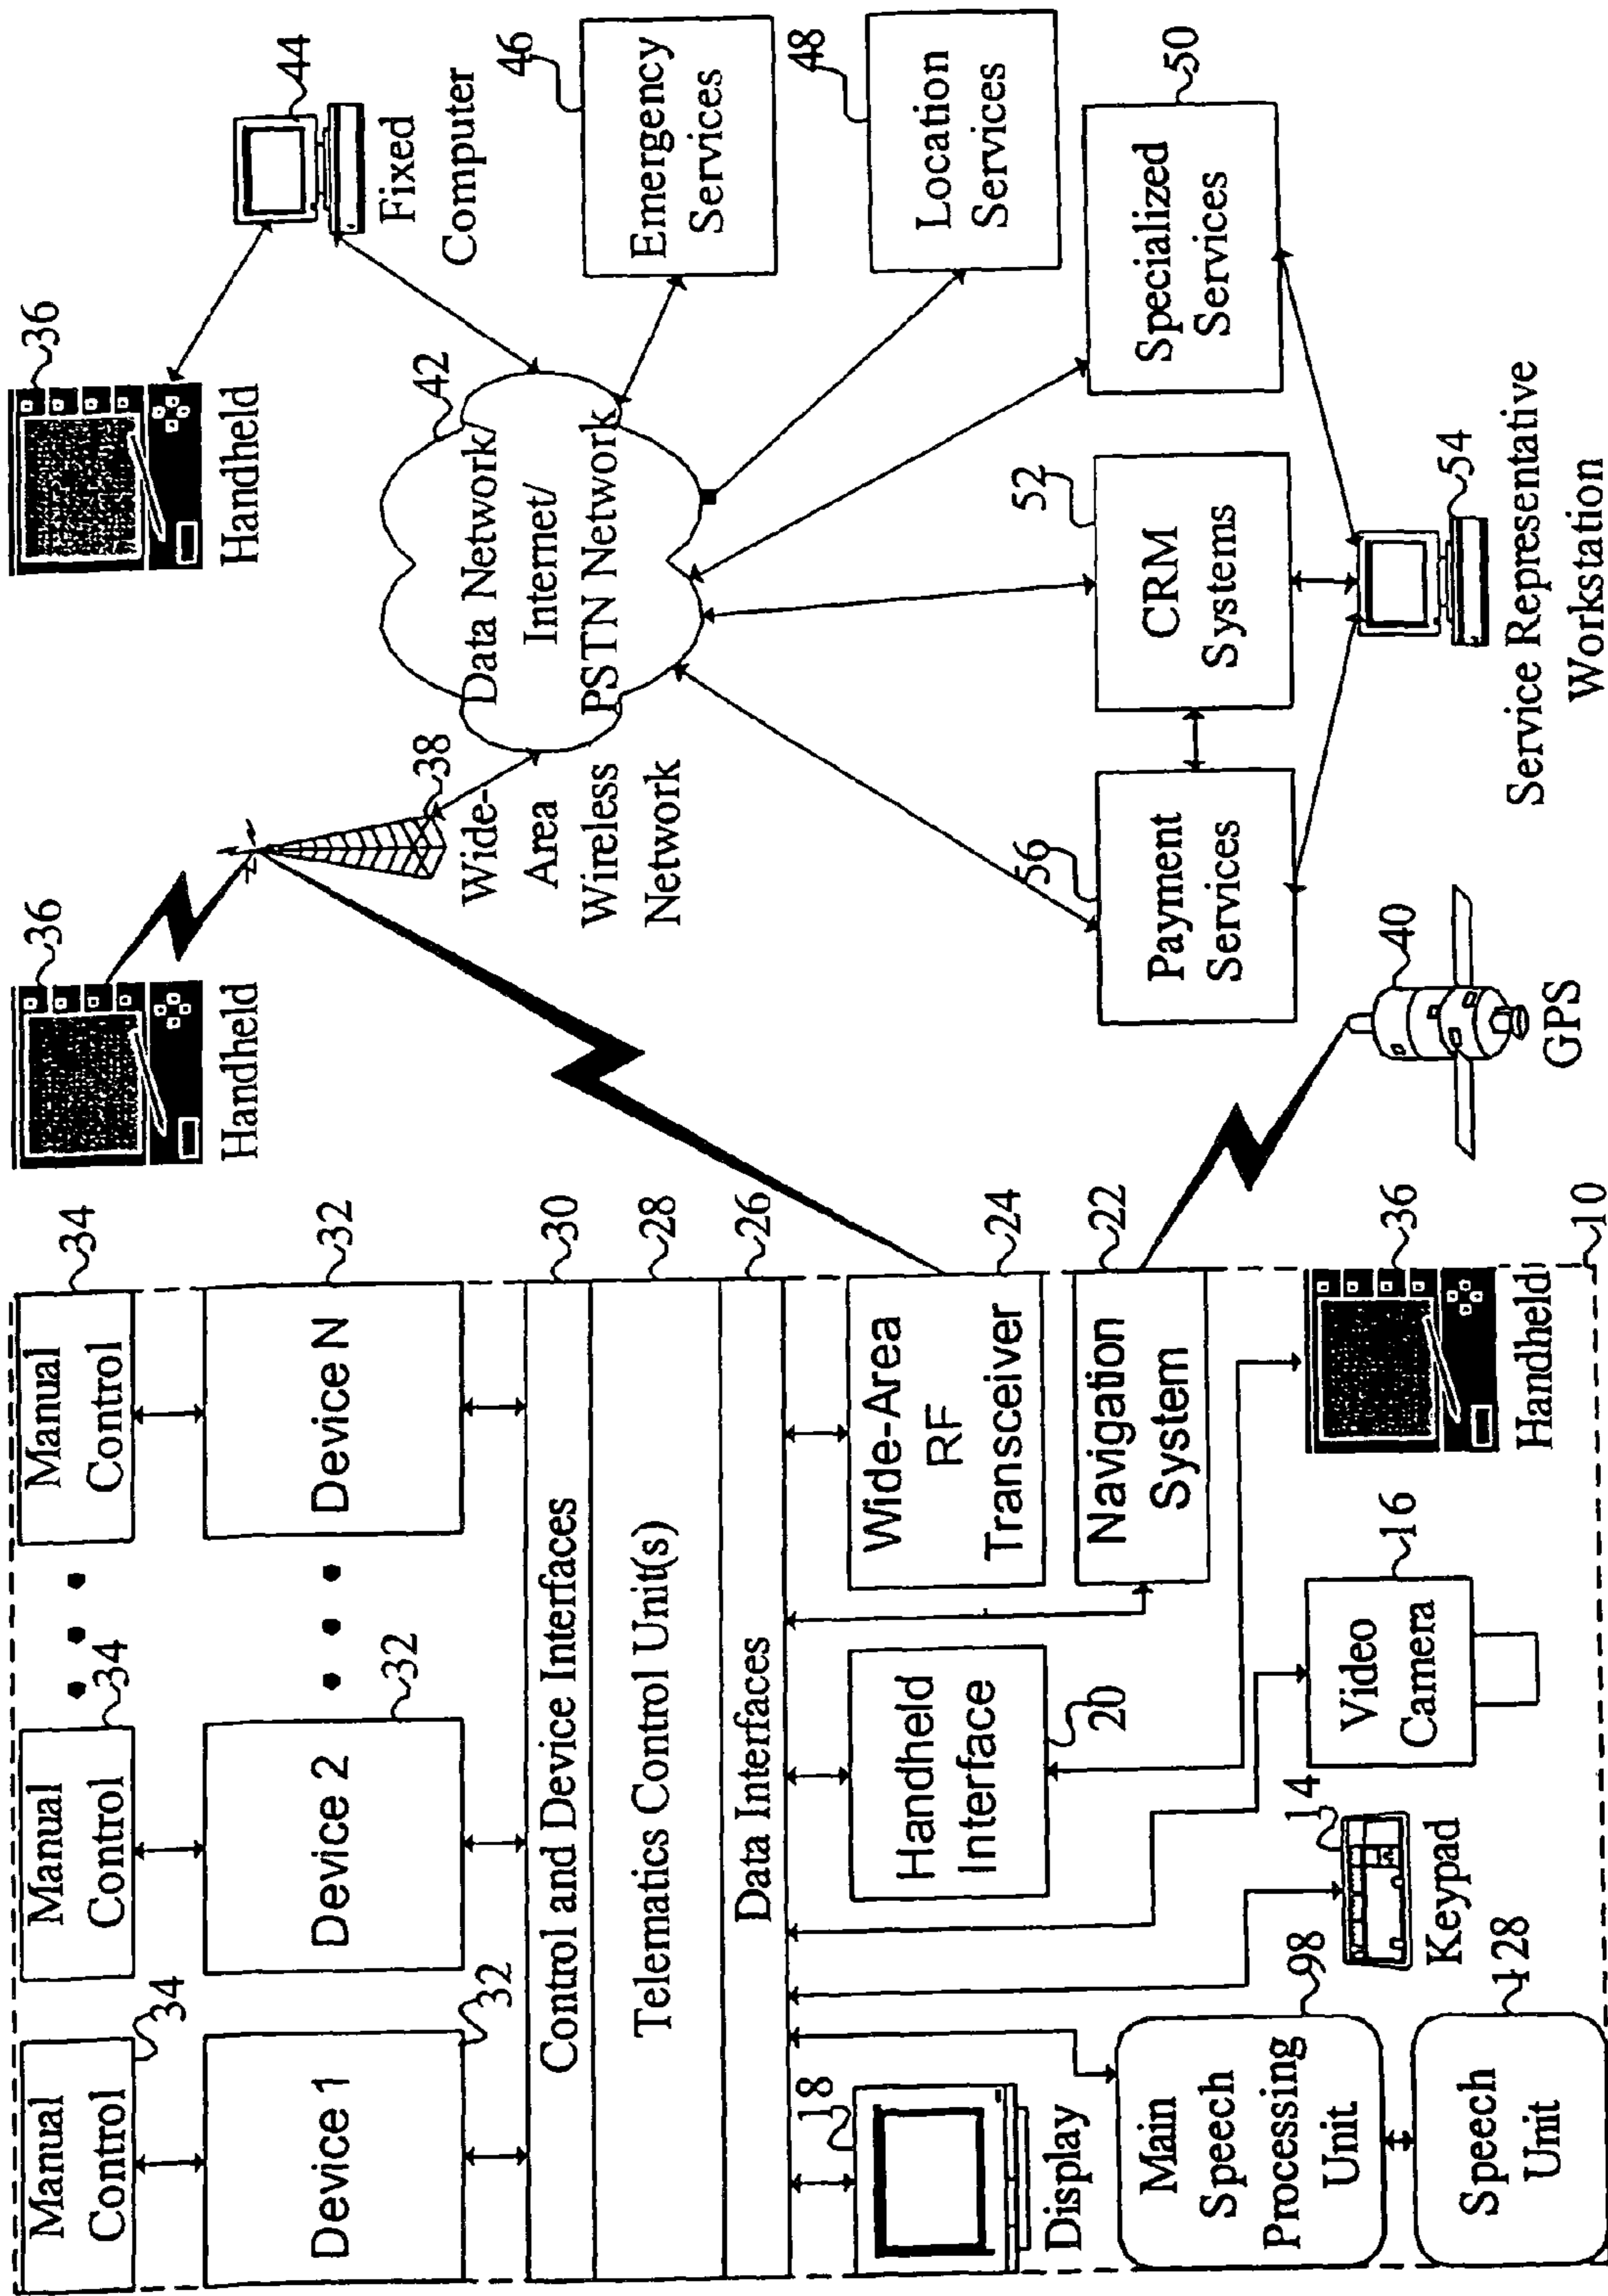 Manual
Control
34
Manual
Control
34
Manual
Control
34
Device 1
32
Device 2
32
Device N
32
Control and Device Interfaces
30
Telematics Control Unit(s)
28
Data Interfaces
26
18
Display
Handheld
Interface
20
Wide-Area
RF
Transceiver
24
Navigation
System
22
Main
Speech
Processing
Unit
98
Speech
Unit
128
14
Keypad
Video
Camera
16
36
Handheld
10
36
Handheld
36
Handheld
44
Fixed
Computer
38
Wide-
Area
Wireless
Network
42
Data Network/
Internet/
PSTN Network
46
Emergency
Services
48
Location
Services
50
Specialized
Services
52
CRM
Systems
56
Payment
Services
54
Service Representative
Workstation
40
GPS